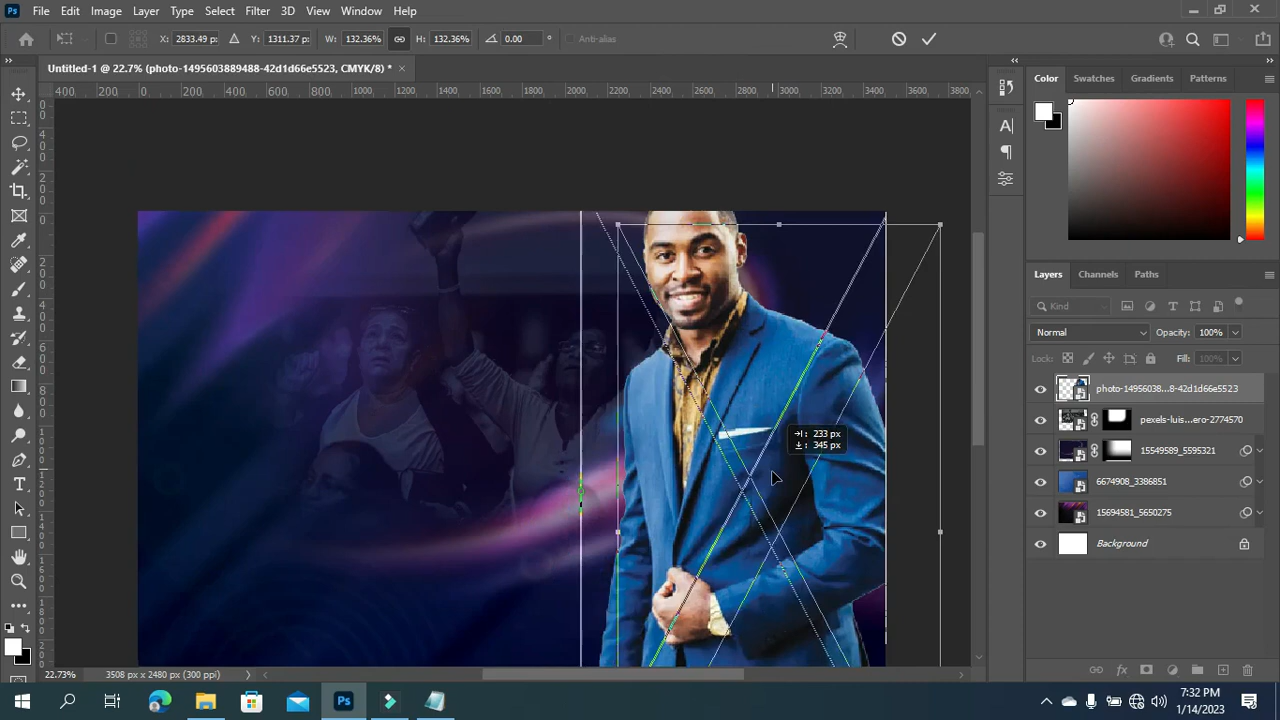 Ps File Edit Image Layer Type Select Filter 3D View Window Help
X: 2833.49 p: Y: 1311.37 p: W: 132.36% H: 132.36% 0.00 ° Anti-alias
Untitled-1 @ 22.7% (photo-1495603889488-42d1d66e5523, CMYK/8) * ×
400 200 0 200 400 600 800 1000 1200 1400 1600 1800 2000 2200 2400 2600 2800 3000 3200 3400 3600 3800
Color Swatches Gradients Patterns
Layers Channels Paths
Kind
Normal Opacity: 100%
Lock: Fill: 100%
photo-14956038...8-42d1d66e5523
pexels-luis...ero-2774570
15549589_5595321
6674908_3386851
15694581_5650275
Background
→: 233 px
↓: 345 px
22.73% 3508 px x 2480 px (300 ppi)
7:32 PM
1/14/2023